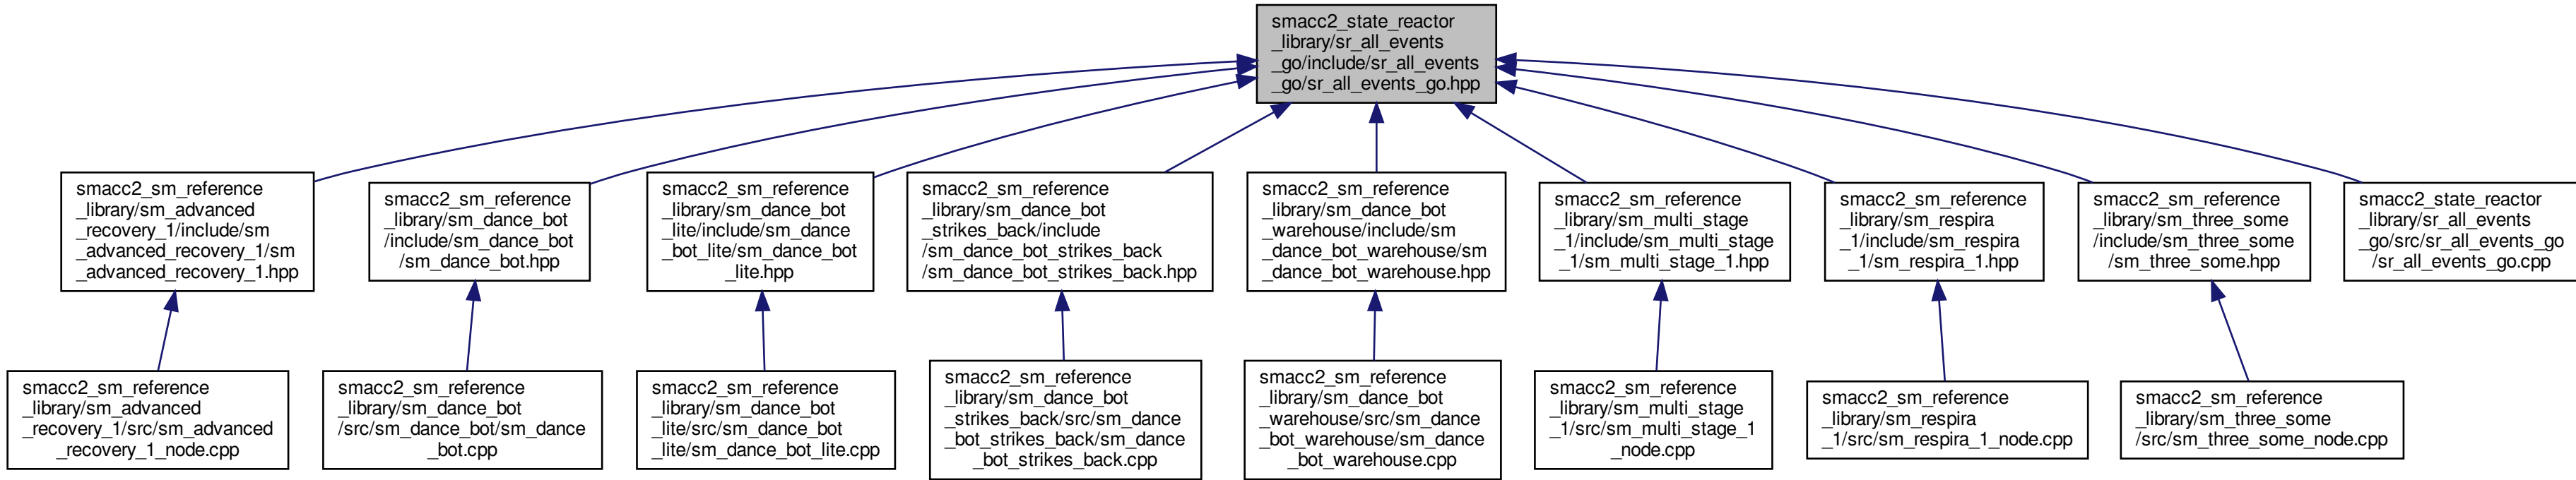 smacc2_state_reactor
_library/sr_all_events
_go/include/sr_all_events
_go/sr_all_events_go.hpp
smacc2_sm_reference
_library/sm_advanced
_recovery_1/include/sm
_advanced_recovery_1/sm
_advanced_recovery_1.hpp
smacc2_sm_reference
_library/sm_dance_bot
/include/sm_dance_bot
/sm_dance_bot.hpp
smacc2_sm_reference
_library/sm_dance_bot
_lite/include/sm_dance
_bot_lite/sm_dance_bot
_lite.hpp
smacc2_sm_reference
_library/sm_dance_bot
_strikes_back/include
/sm_dance_bot_strikes_back
/sm_dance_bot_strikes_back.hpp
smacc2_sm_reference
_library/sm_dance_bot
_warehouse/include/sm
_dance_bot_warehouse/sm
_dance_bot_warehouse.hpp
smacc2_sm_reference
_library/sm_multi_stage
_1/include/sm_multi_stage
_1/sm_multi_stage_1.hpp
smacc2_sm_reference
_library/sm_respira
_1/include/sm_respira
_1/sm_respira_1.hpp
smacc2_sm_reference
_library/sm_three_some
/include/sm_three_some
/sm_three_some.hpp
smacc2_state_reactor
_library/sr_all_events
_go/src/sr_all_events_go
/sr_all_events_go.cpp
smacc2_sm_reference
_library/sm_advanced
_recovery_1/src/sm_advanced
_recovery_1_node.cpp
smacc2_sm_reference
_library/sm_dance_bot
/src/sm_dance_bot/sm_dance
_bot.cpp
smacc2_sm_reference
_library/sm_dance_bot
_lite/src/sm_dance_bot
_lite/sm_dance_bot_lite.cpp
smacc2_sm_reference
_library/sm_dance_bot
_strikes_back/src/sm_dance
_bot_strikes_back/sm_dance
_bot_strikes_back.cpp
smacc2_sm_reference
_library/sm_dance_bot
_warehouse/src/sm_dance
_bot_warehouse/sm_dance
_bot_warehouse.cpp
smacc2_sm_reference
_library/sm_multi_stage
_1/src/sm_multi_stage_1
_node.cpp
smacc2_sm_reference
_library/sm_respira
_1/src/sm_respira_1_node.cpp
smacc2_sm_reference
_library/sm_three_some
/src/sm_three_some_node.cpp